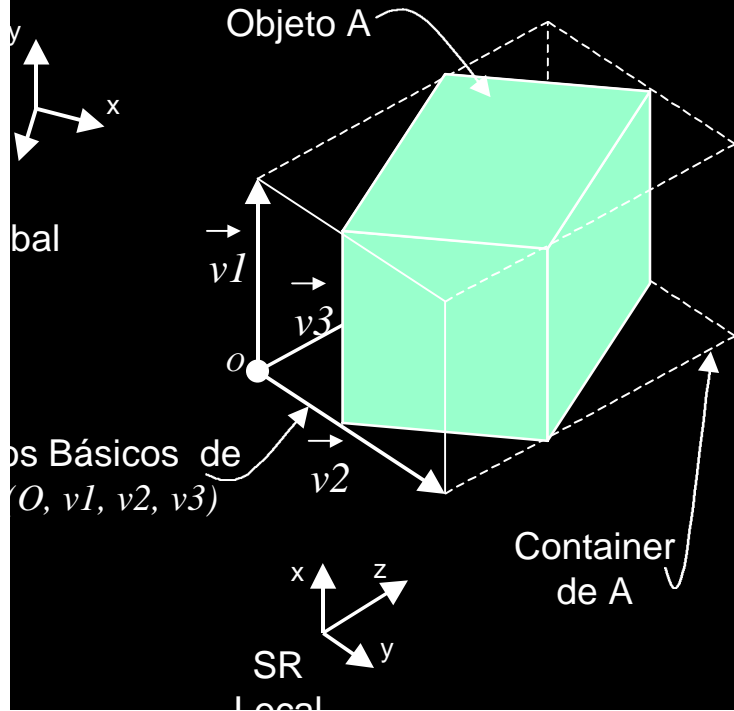 Objeto A
y
x
bal
v1
v3
o
os Básicos de
(O, v1, v2, v3)
v2
Container
de A
x
z
y
SR
Local